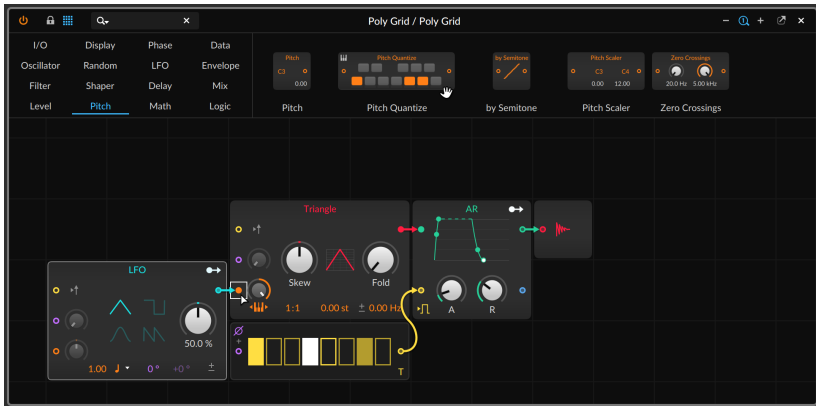 Poly Grid / Poly Grid
I/O Display Phase Data
Oscillator Random LFO Envelope
Filter Shaper Delay Mix
Level Pitch Math Logic
Pitch
C3
0.00
Pitch
Pitch Quantize
Pitch Quantize
by Semitone
by Semitone
Pitch Scaler
C3 C4
0.00 12.00
Pitch Scaler
Zero Crossings
20.0 Hz 5.00 kHz
Zero Crossings
Triangle
Skew Fold
1:1 0.00 st ± 0.00 Hz
AR
A R
LFO
50.0 %
1.00 0 ° +0 ° ±
T